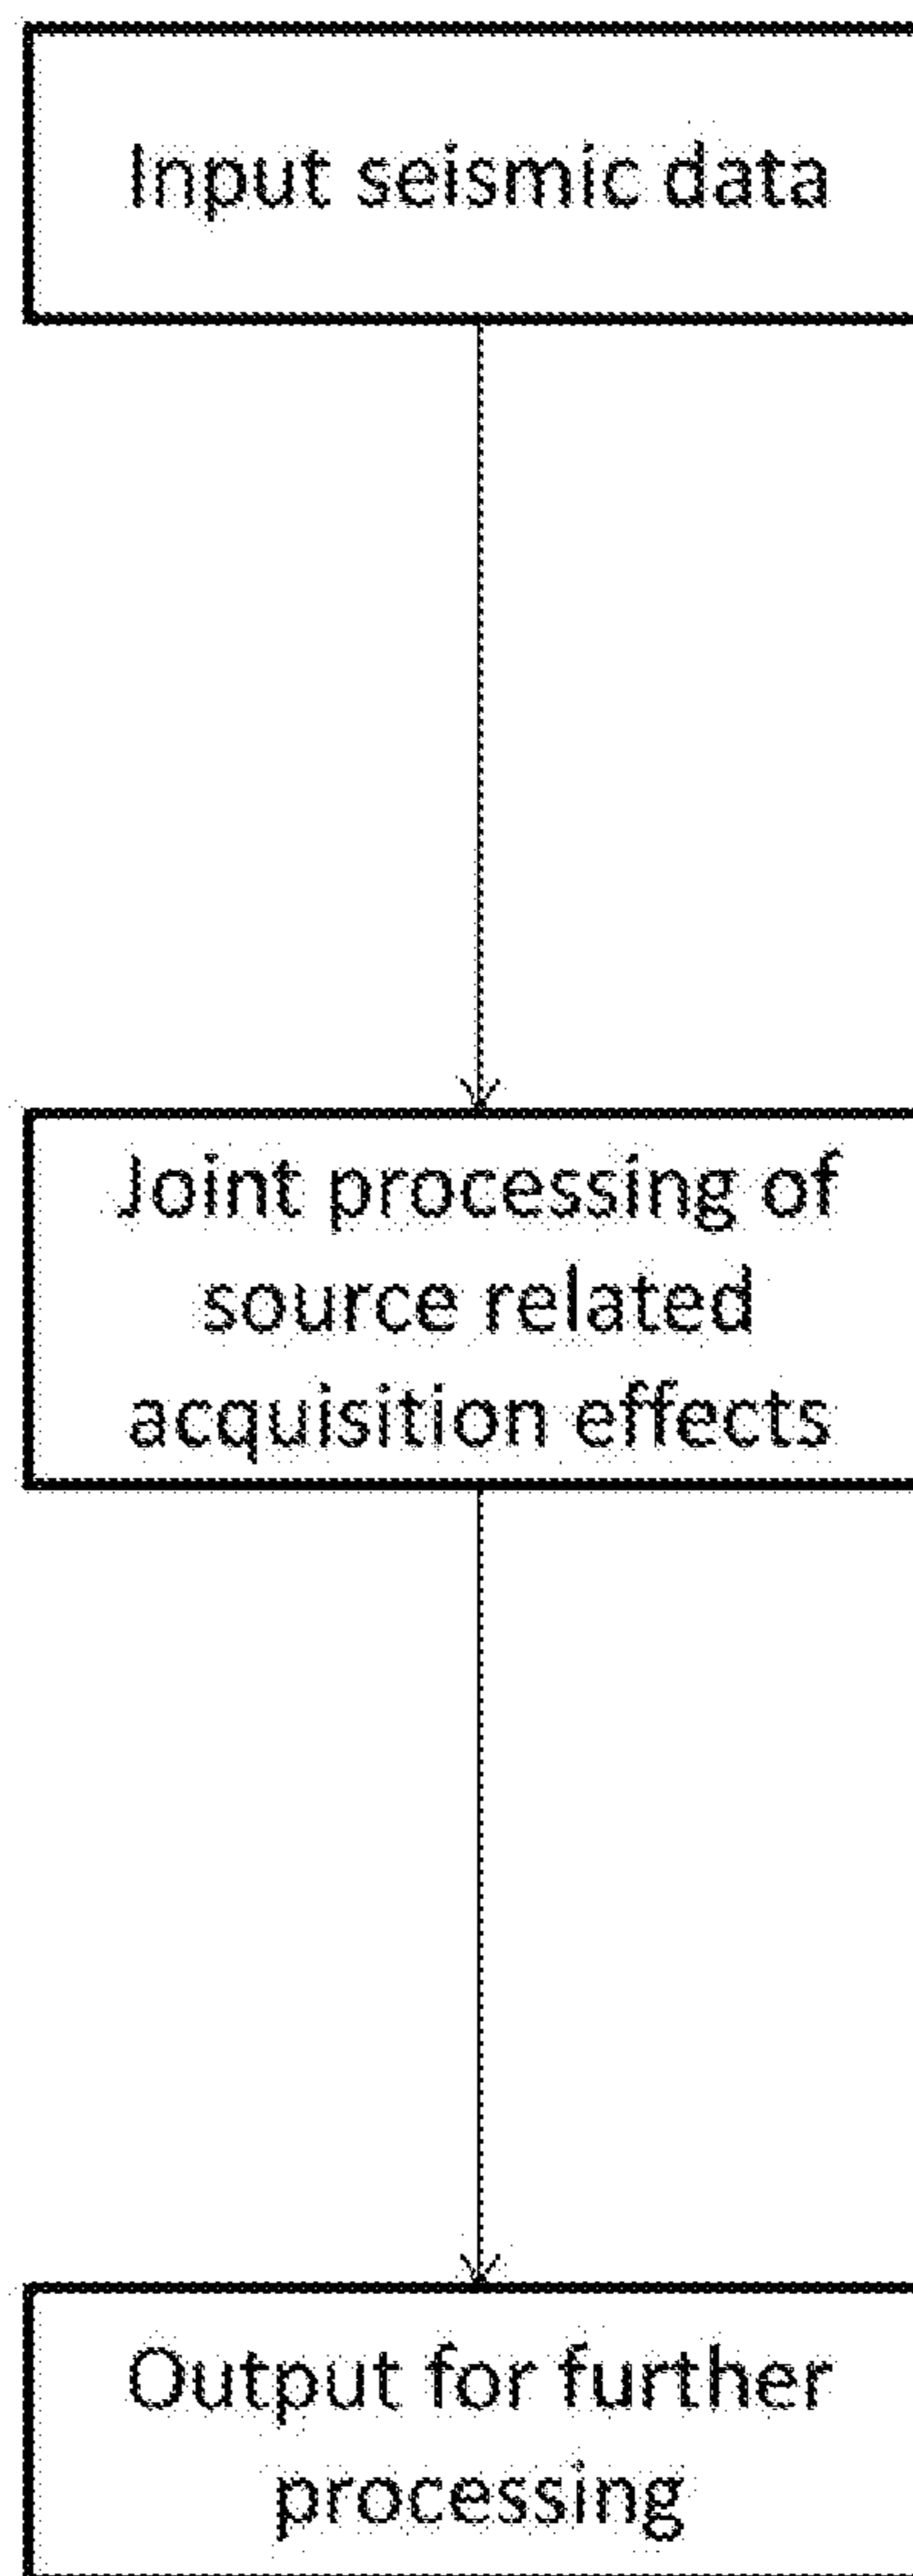 Input seismic data
Joint processing of
source related
acquisition effects
Output for further
processing